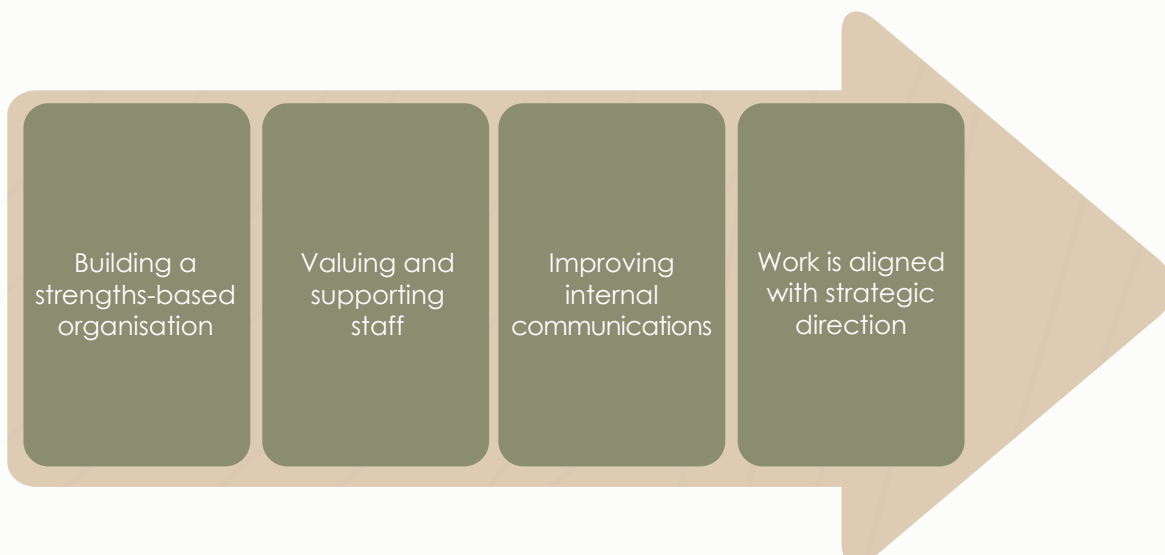 Building a
strengths-based
organisation
Valuing and
supporting
staff
Improving
internal
communications
Work is aligned
with strategic
direction